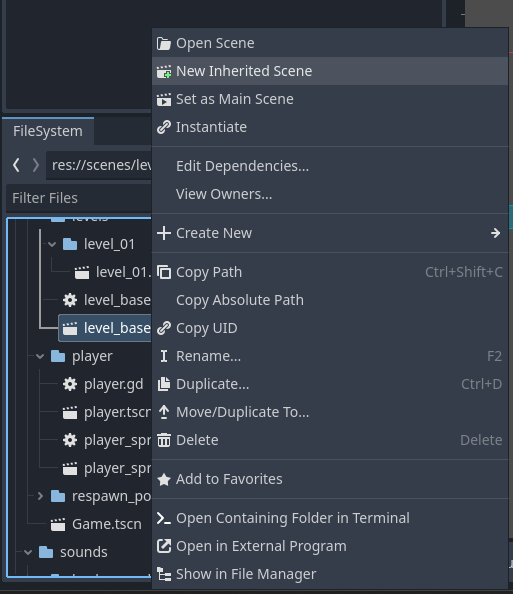 Open Scene
New Inherited Scene
Set as Main Scene
Instantiate
Edit Dependencies...
View Owners...
Create New
Copy Path Ctrl+Shift+C
Copy Absolute Path
Copy UID
Rename... F2
Duplicate... Ctrl+D
Move/Duplicate To...
Delete Delete
Add to Favorites
Open Containing Folder in Terminal
Open in External Program
Show in File Manager
FileSystem
res://scenes/lev
Filter Files
levels
level_01
level_01.
level_base
level_base
player
player.gd
player.tscn
player_spr
player_spr
respawn_po
Game.tscn
sounds